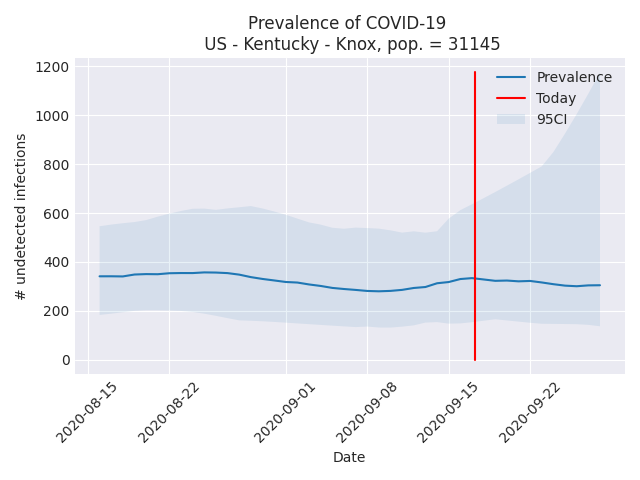 Prevalence of COVID-19
US - Kentucky - Knox, pop. = 31145
1200
1000
800
600
400
200
0
# undetected infections
Prevalence
Today
95CI
2020-08-15
2020-08-22
2020-09-01
2020-09-08
2020-09-15
2020-09-22
Date